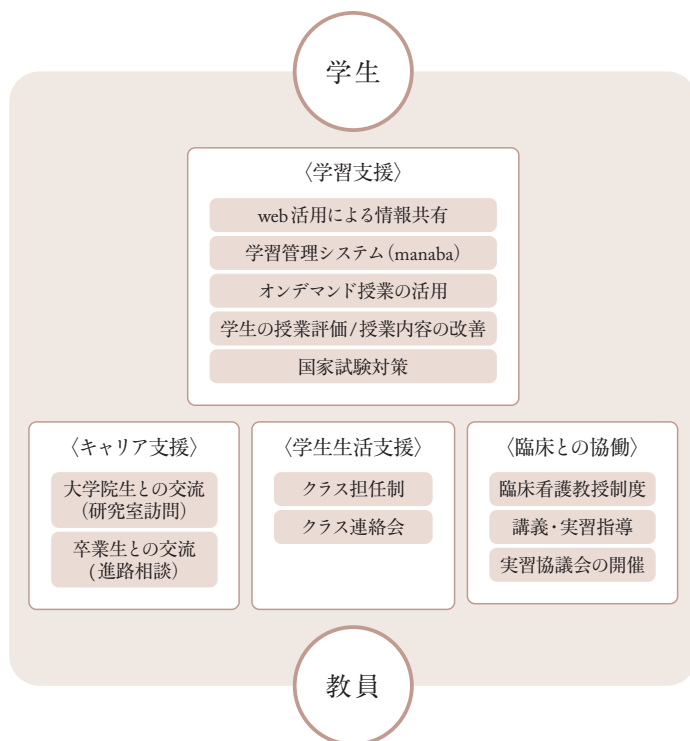 学生
〈学習支援〉
web活用による情報共有
学習管理システム（manaba）
オンデマンド授業の活用
学生の授業評価/授業内容の改善
国家試験対策
〈キャリア支援〉
大学院生との交流
（研究室訪問）
卒業生との交流
（進路相談）
〈学生生活支援〉
クラス担任制
クラス連絡会
〈臨床との協働〉
臨床看護教授制度
講義・実習指導
実習協議会の開催
教員